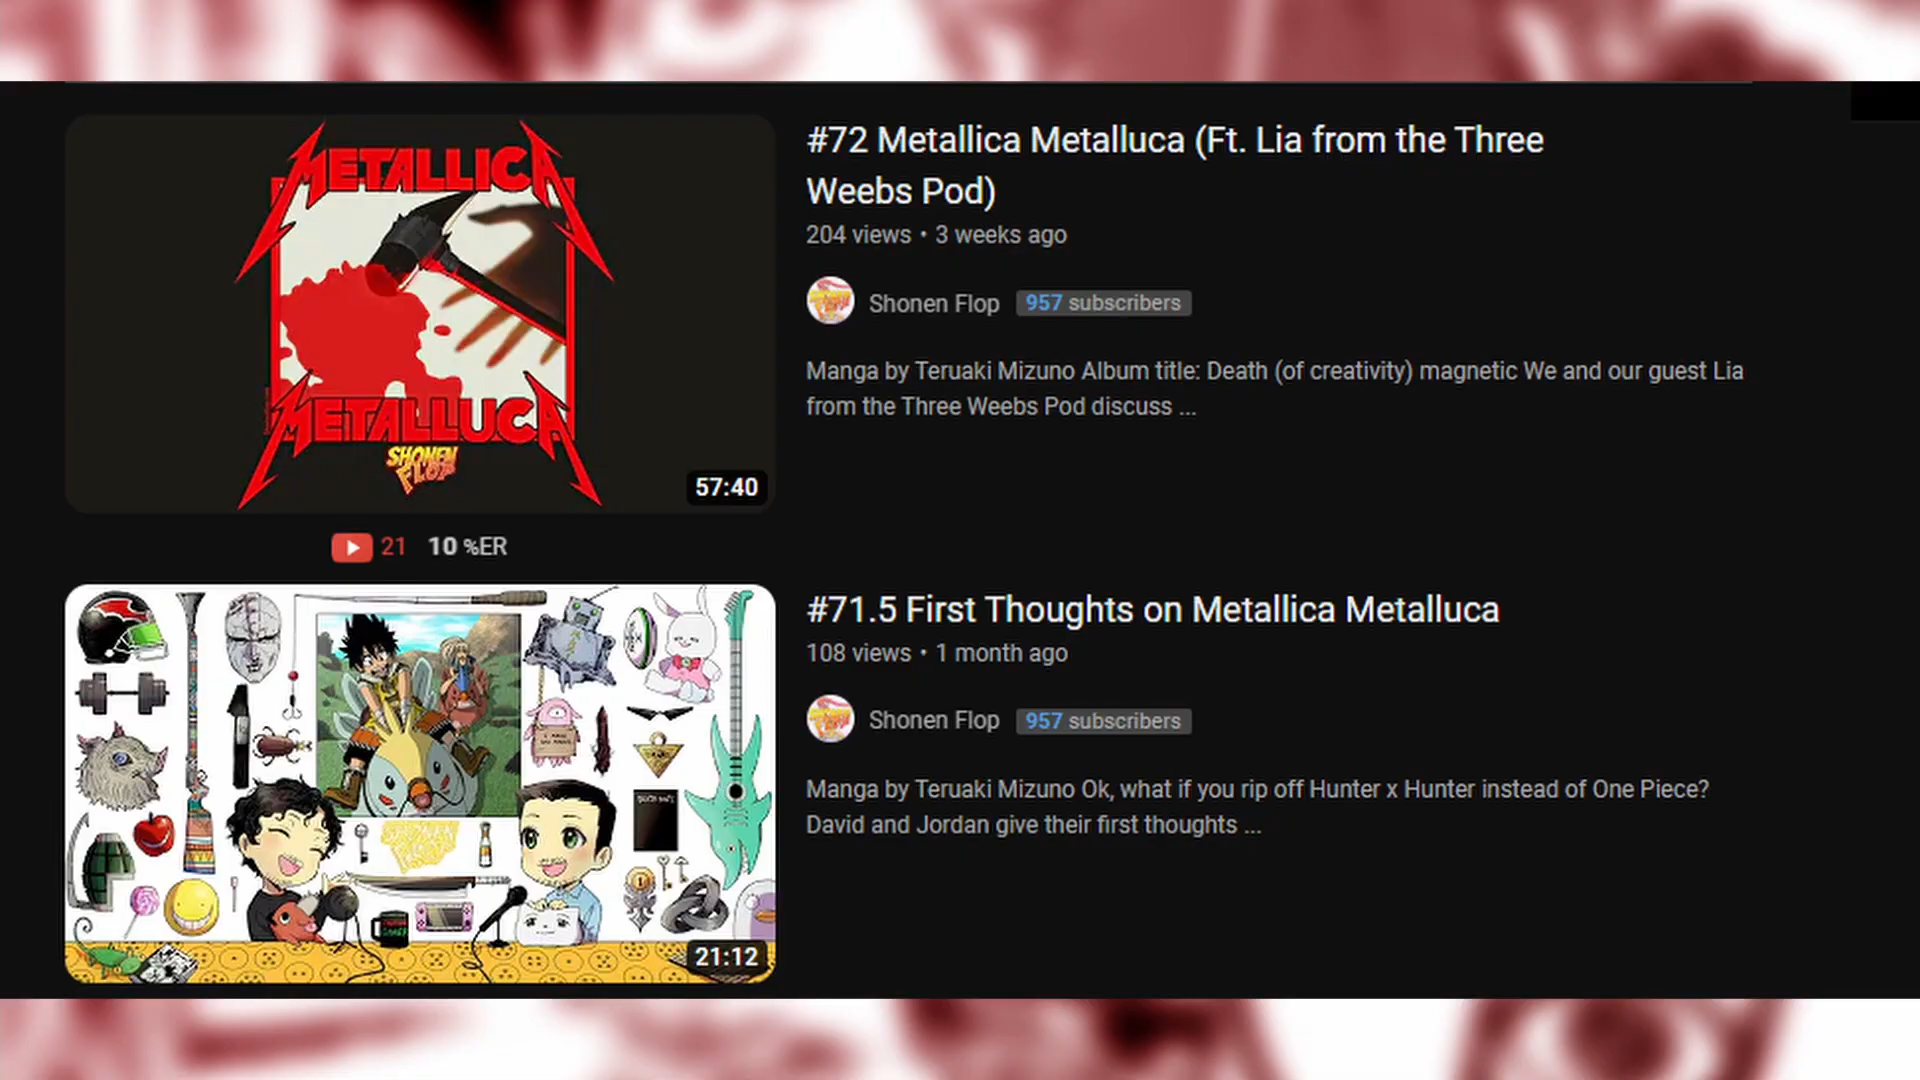 METALLICA
METALLUCA
SHONEN
FLOP
57:40
#72 Metallica Metalluca (Ft. Lia from the Three
Weebs Pod)
204 views • 3 weeks ago
Shonen Flop 957 subscribers
Manga by Teruaki Mizuno Album title: Death (of creativity) magnetic We and our guest Lia
from the Three Weebs Pod discuss ...
21 10 %ER
21:12
#71.5 First Thoughts on Metallica Metalluca
108 views • 1 month ago
Shonen Flop 957 subscribers
Manga by Teruaki Mizuno Ok, what if you rip off Hunter x Hunter instead of One Piece?
David and Jordan give their first thoughts ...